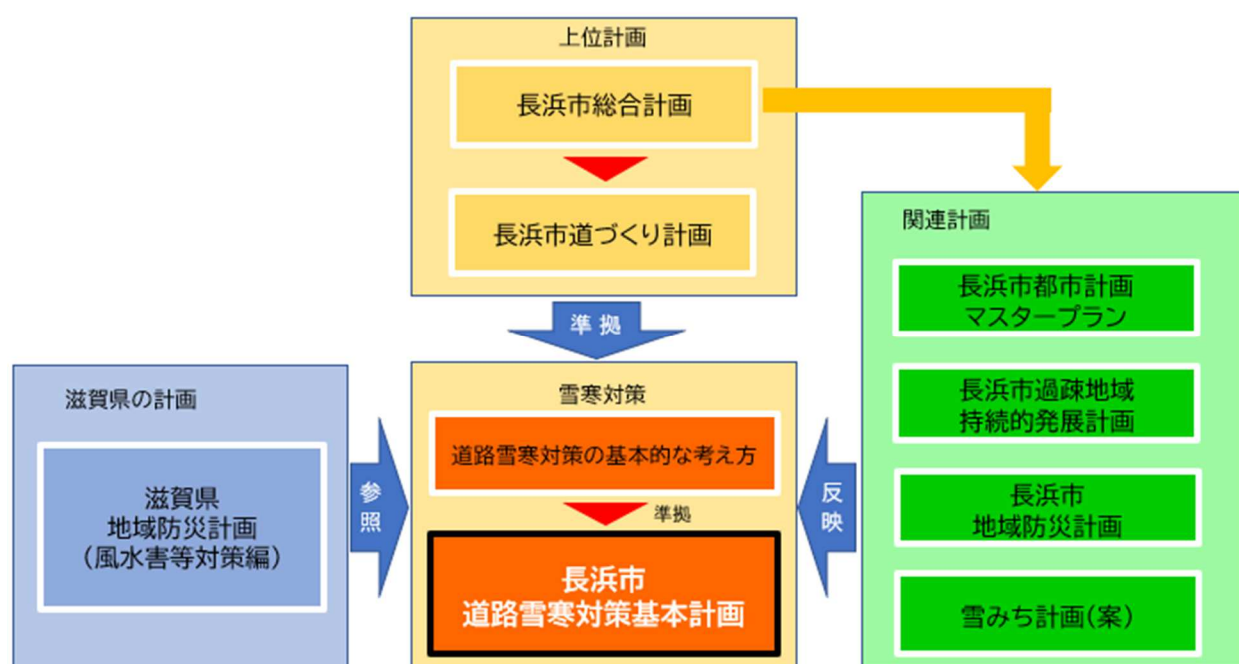 上位計画
長浜市総合計画
長浜市道づくり計画
準拠
滋賀県の計画
滋賀県
地域防災計画
（風水害等対策編）
参照
雪寒対策
道路雪寒対策の基本的な考え方
準拠
長浜市
道路雪寒対策基本計画
反映
関連計画
長浜市都市計画
マスタープラン
長浜市過疎地域
持続的発展計画
長浜市
地域防災計画
雪みち計画(案)